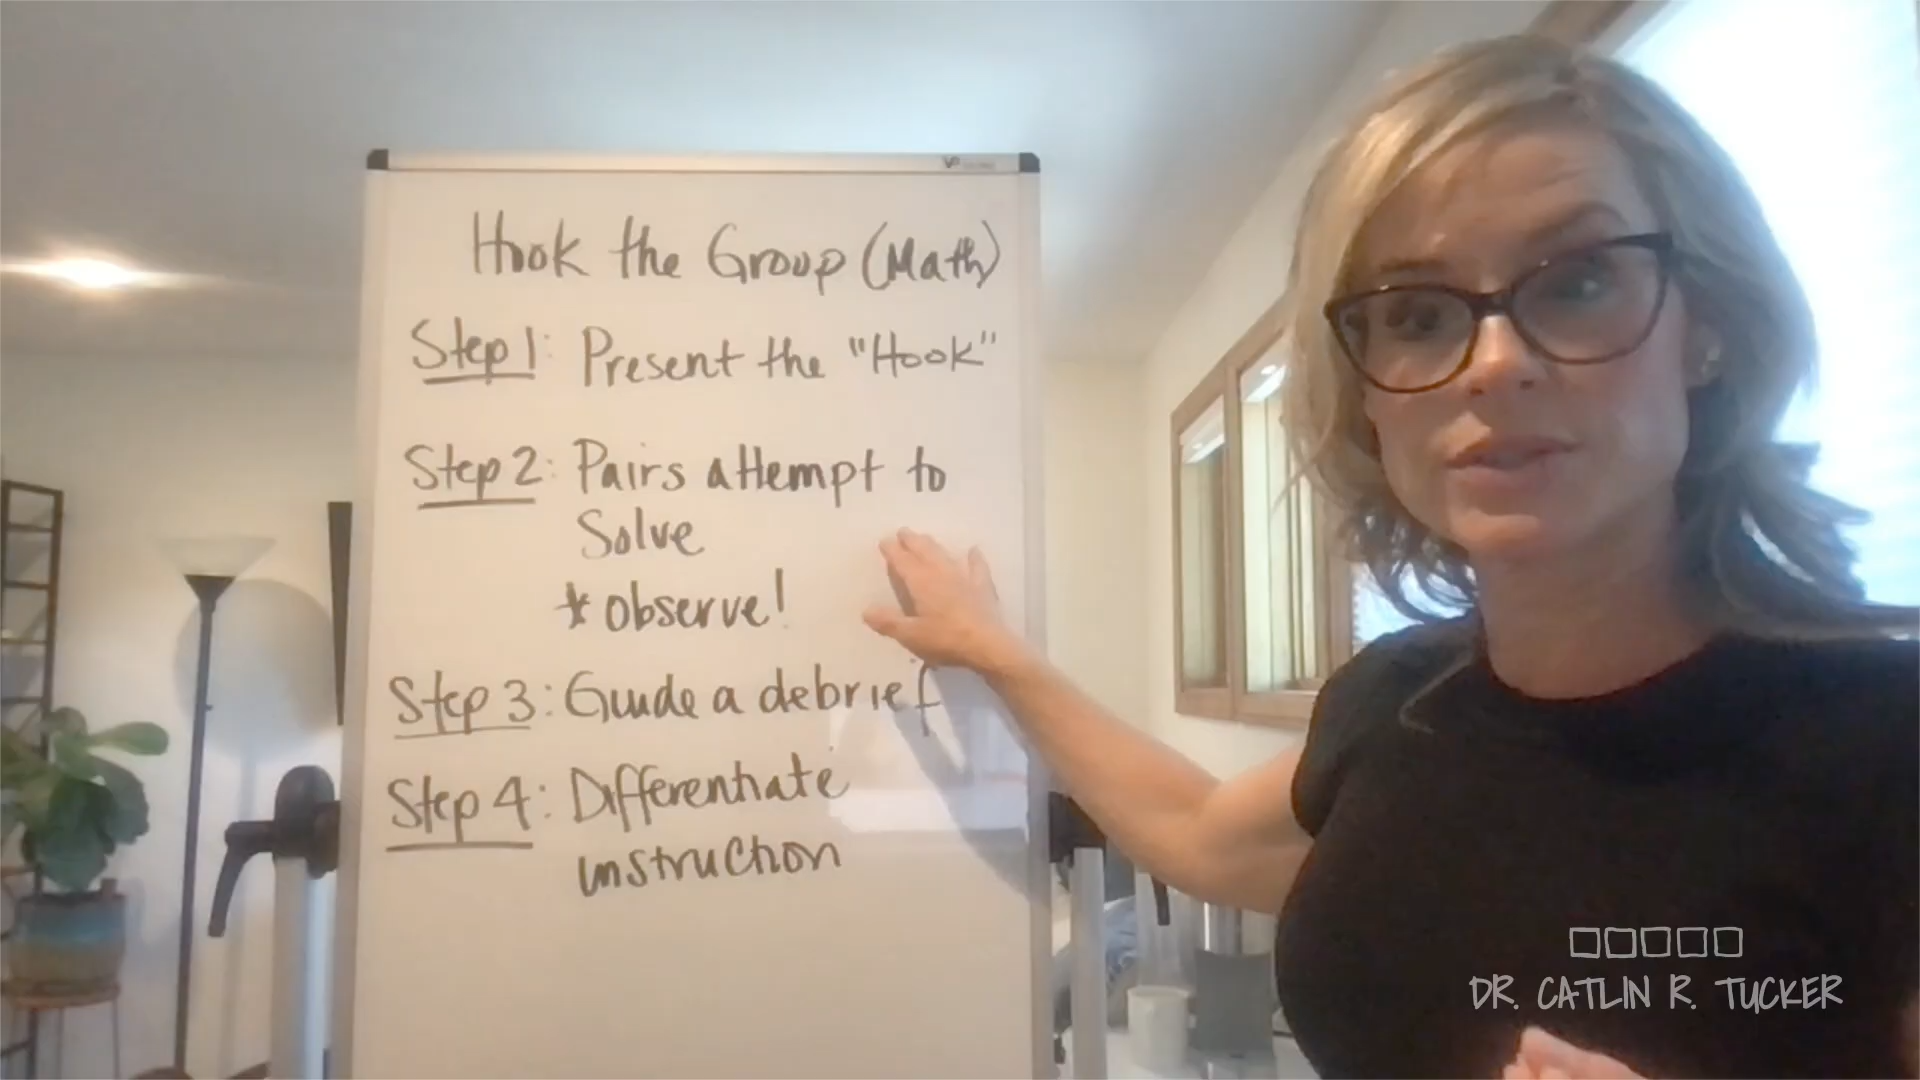 Hook the Group (Math)
Step 1: Present the "Hook"
Step 2: Pairs attempt to
Solve
* observe!
Step 3: Guide a debrief
Step 4: Differentiate
instruction
DR. CATLIN R. TUCKER